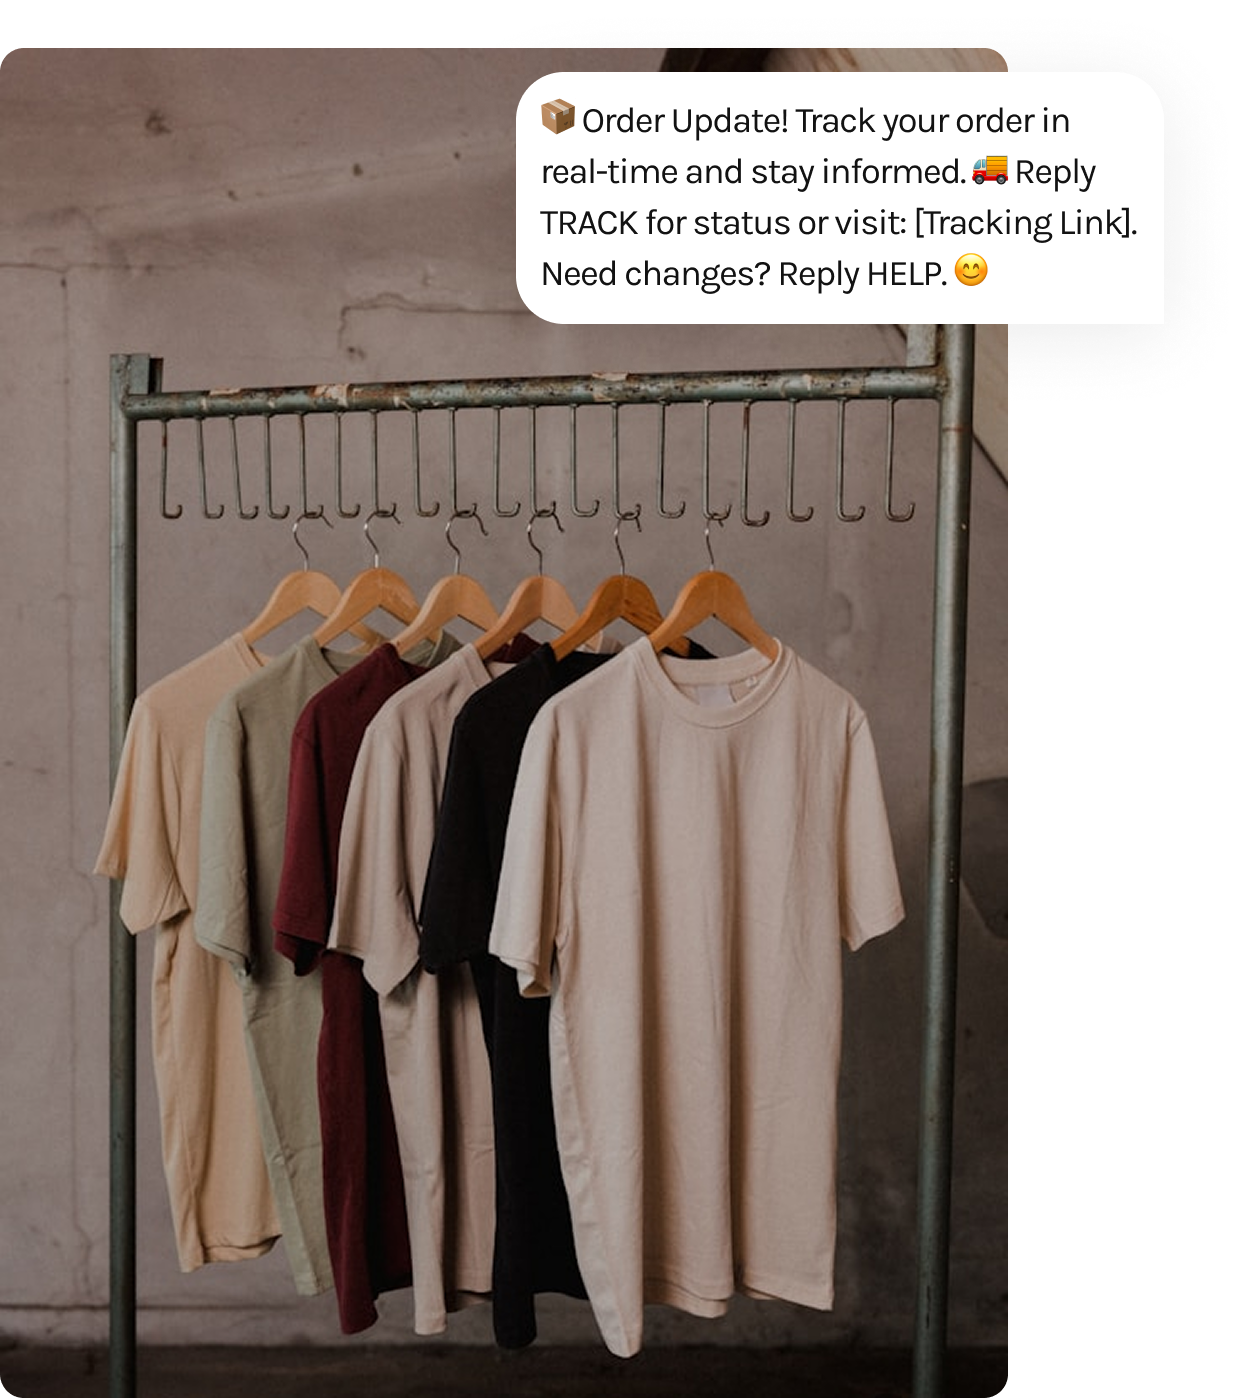 📦 Order Update! Track your order in
real-time and stay informed. 🚚 Reply
TRACK for status or visit: [Tracking Link].
Need changes? Reply HELP. 😊